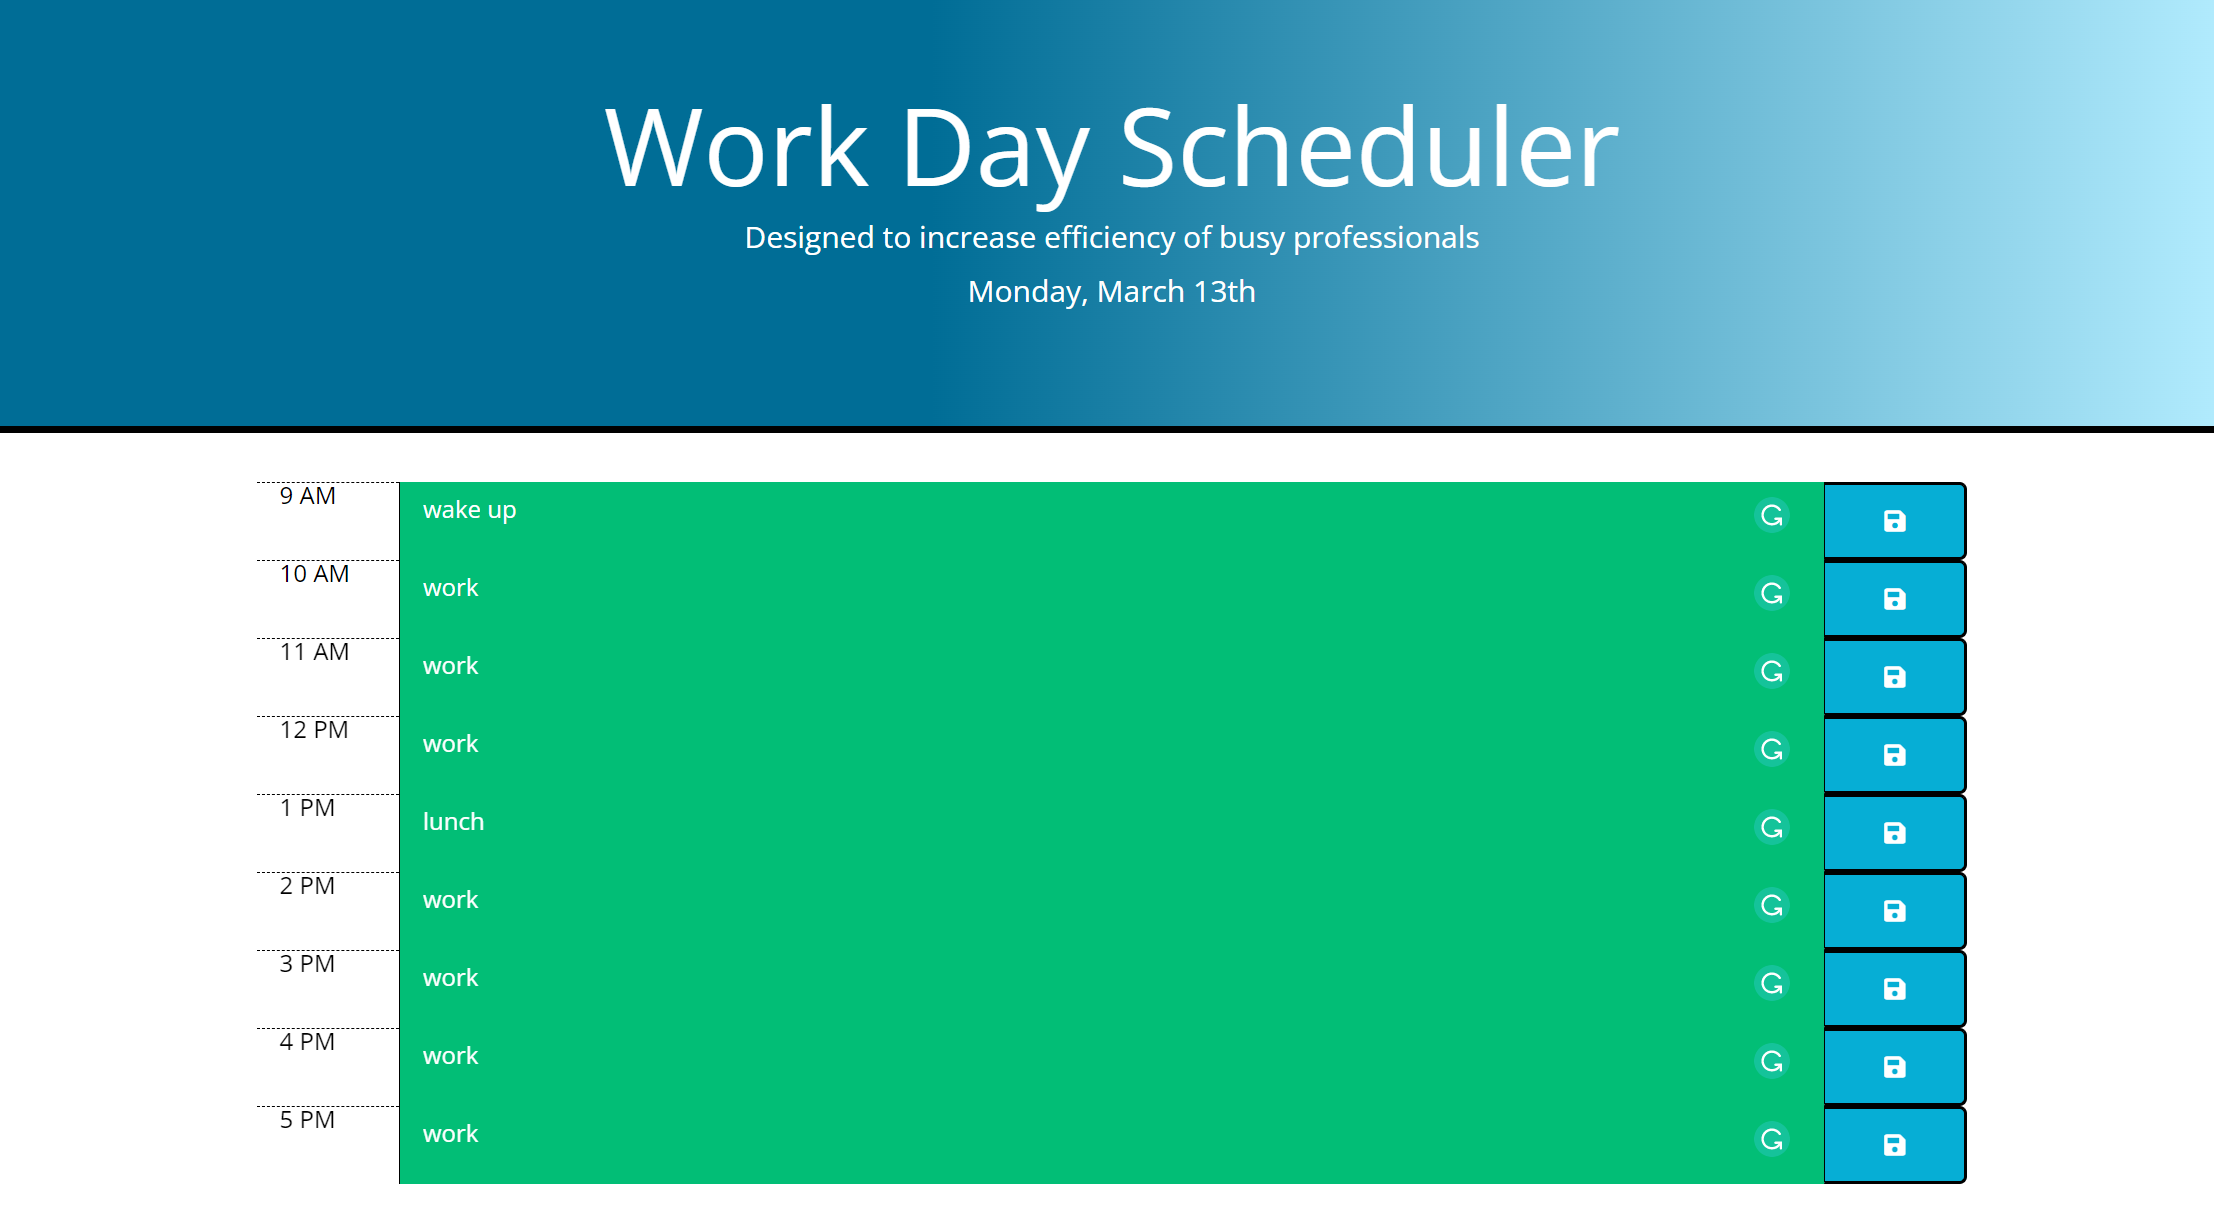 Work Day Scheduler
Designed to increase efficiency of busy professionals
Monday, March 13th
9 AM wake up
10 AM work
11 AM work
12 PM work
1 PM lunch
2 PM work
3 PM work
4 PM work
5 PM work